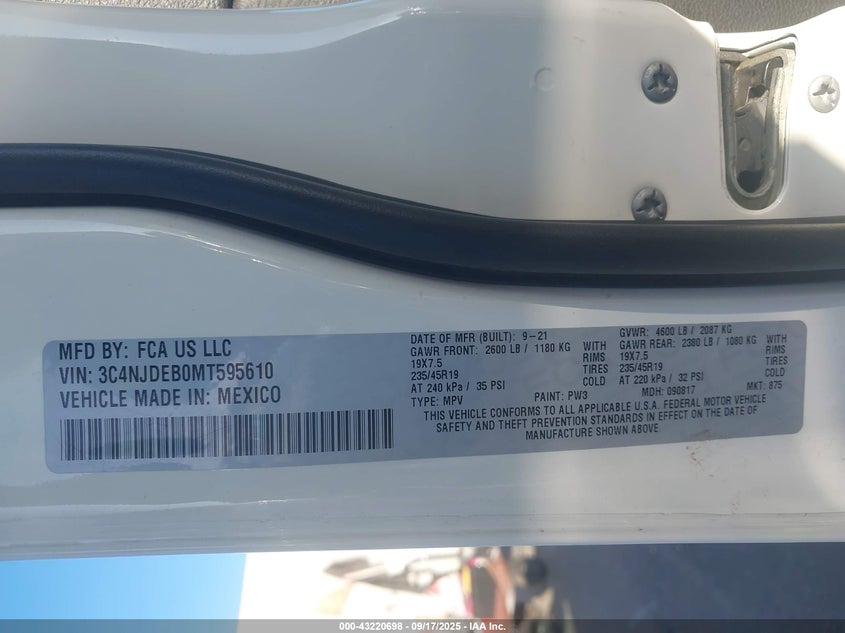 MFD BY: FCA US LLC
VIN: 3C4NJDEB0MT595610
VEHICLE MADE IN: MEXICO
DATE OF MFR (BUILT): 9-21
GVWR: 4600 LB / 2087 KG
GAWR FRONT: 2600 LB / 1180 KG WITH
19X7.5 RIMS
235/45R19 TIRES
AT 240 kPa / 35 PSI COLD
GAWR REAR: 2380 LB / 1080 KG WITH
19X7.5 RIMS
235/45R19 TIRES
AT 220 kPa / 32 PSI COLD
TYPE: MPV PAINT: PW3 MDH: 090817 MKT: 875
THIS VEHICLE CONFORMS TO ALL APPLICABLE U.S.A. FEDERAL MOTOR VEHICLE
SAFETY AND THEFT PREVENTION STANDARDS IN EFFECT ON THE DATE OF
MANUFACTURE SHOWN ABOVE
000-43220698 - 09/17/2025 - IAA Inc.